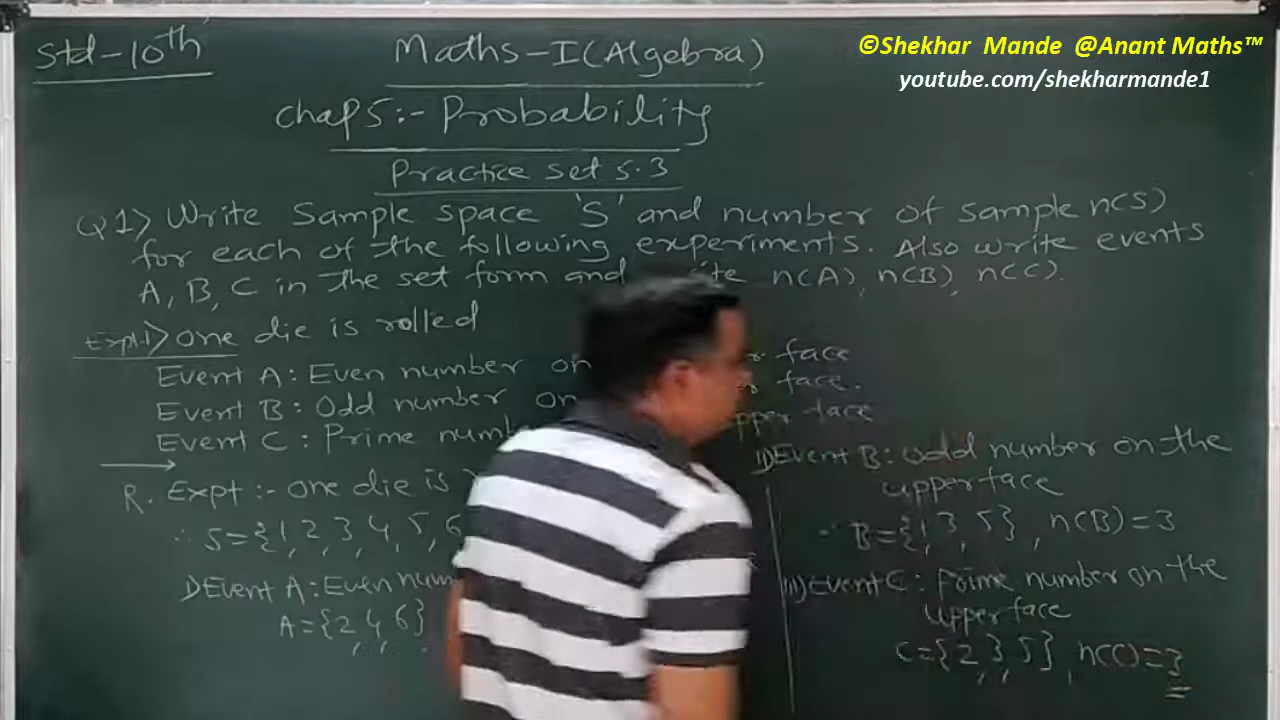 ©Shekhar Mande @Anant Maths™
youtube.com/shekharmande1
Std-10th
Maths-I(Algebra)
chap5:- Probability
Practice set 5.3
Q1> Write Sample space 'S' and number of sample n(S)
for each of the following experiments. Also write events
A, B, C in the set form and n(A), n(B), n(C).
Expt.1> One die is rolled
Event A: Even number on face
Event B: Odd number on face.
Event C: Prime face
R. Expt :- One die is
∴ S={1, 2, 3, 4, 5, 6
i) Event A: Even
A={2, 4, 6}
ii) Event B: Odd number on the
upper face
∴ B={1, 3, 5}, n(B)=3
iii) Event C: Prime number on the
upper face
C={2, 3, 5}, n(C)=3